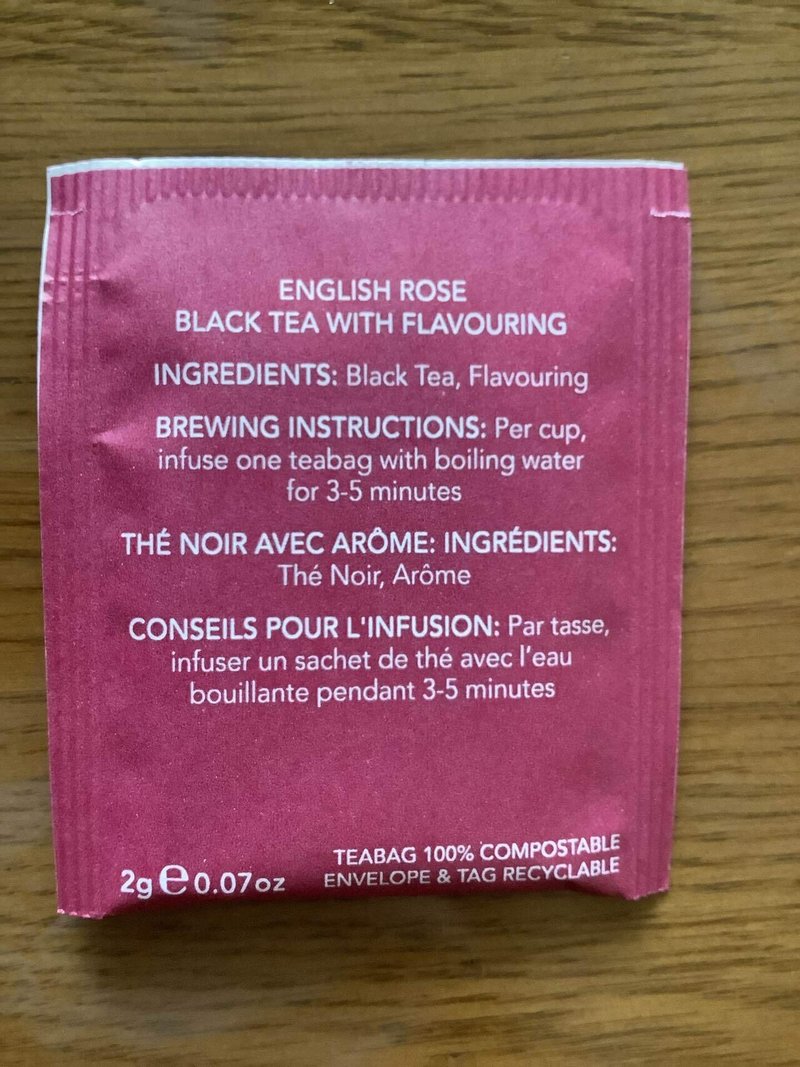 ENGLISH ROSE
BLACK TEA WITH FLAVOURING
INGREDIENTS: Black Tea, Flavouring
BREWING INSTRUCTIONS: Per cup,
infuse one teabag with boiling water
for 3-5 minutes
THÉ NOIR AVEC ARÔME: INGRÉDIENTS:
Thé Noir, Arôme
CONSEILS POUR L'INFUSION: Par tasse,
infuser un sachet de thé avec l'eau
bouillante pendant 3-5 minutes
2g ℮ 0.07oz
TEABAG 100% COMPOSTABLE
ENVELOPE & TAG RECYCLABLE